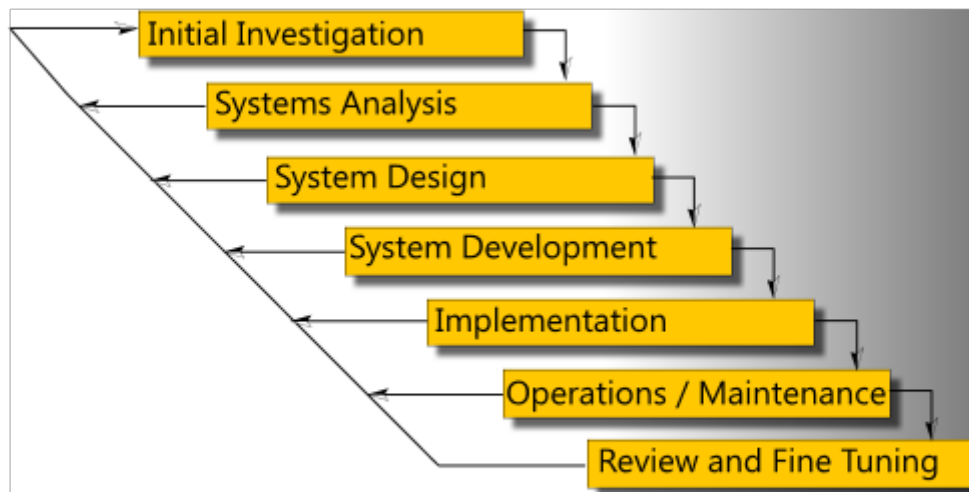 Initial Investigation
Systems Analysis
System Design
System Development
Implementation
Operations / Maintenance
Review and Fine Tuning